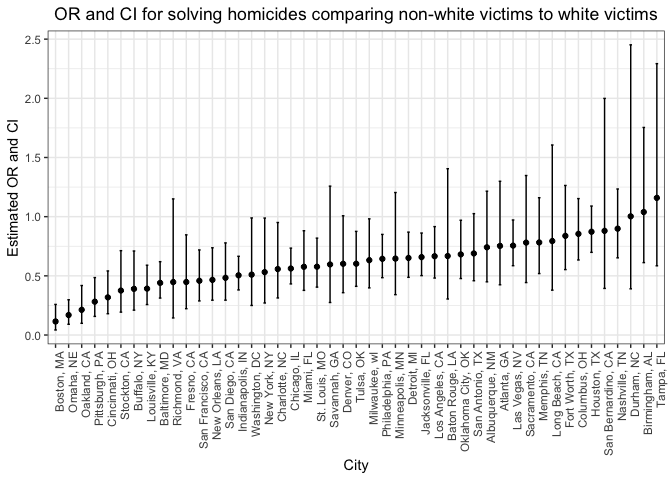 OR and CI for solving homicides comparing non-white victims to white victims
Estimated OR and CI
2.5
2.0
1.5
1.0
0.5
0.0
Boston, MA
Omaha, NE
Oakland, CA
Pittsburgh, PA
Cincinnati, OH
Stockton, CA
Buffalo, NY
Louisville, KY
Baltimore, MD
Richmond, VA
Fresno, CA
San Francisco, CA
New Orleans, LA
San Diego, CA
Indianapolis, IN
Washington, DC
New York, NY
Charlotte, NC
Chicago, IL
Miami, FL
St. Louis, MO
Savannah, GA
Denver, CO
Tulsa, OK
Milwaukee, wI
Philadelphia, PA
Minneapolis, MN
Detroit, MI
Jacksonville, FL
Los Angeles, CA
Baton Rouge, LA
Oklahoma City, OK
San Antonio, TX
Albuquerque, NM
Atlanta, GA
Las Vegas, NV
Sacramento, CA
Memphis, TN
Long Beach, CA
Fort Worth, TX
Columbus, OH
Houston, TX
San Bernardino, CA
Nashville, TN
Durham, NC
Birmingham, AL
Tampa, FL
City